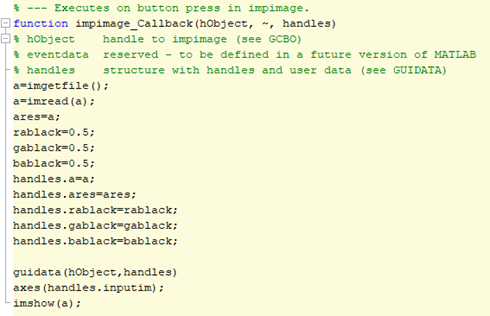 % --- Executes on button press in impimage.
function impimage_Callback(hObject, ~, handles)
% hObject    handle to impimage (see GCBO)
% eventdata  reserved - to be defined in a future version of MATLAB
% handles    structure with handles and user data (see GUIDATA)
a=imgetfile();
a=imread(a);
ares=a;
rablack=0.5;
gablack=0.5;
bablack=0.5;
handles.a=a;
handles.ares=ares;
handles.rablack=rablack;
handles.gablack=gablack;
handles.bablack=bablack;
guidata(hObject,handles)
axes(handles.inputim);
imshow(a);